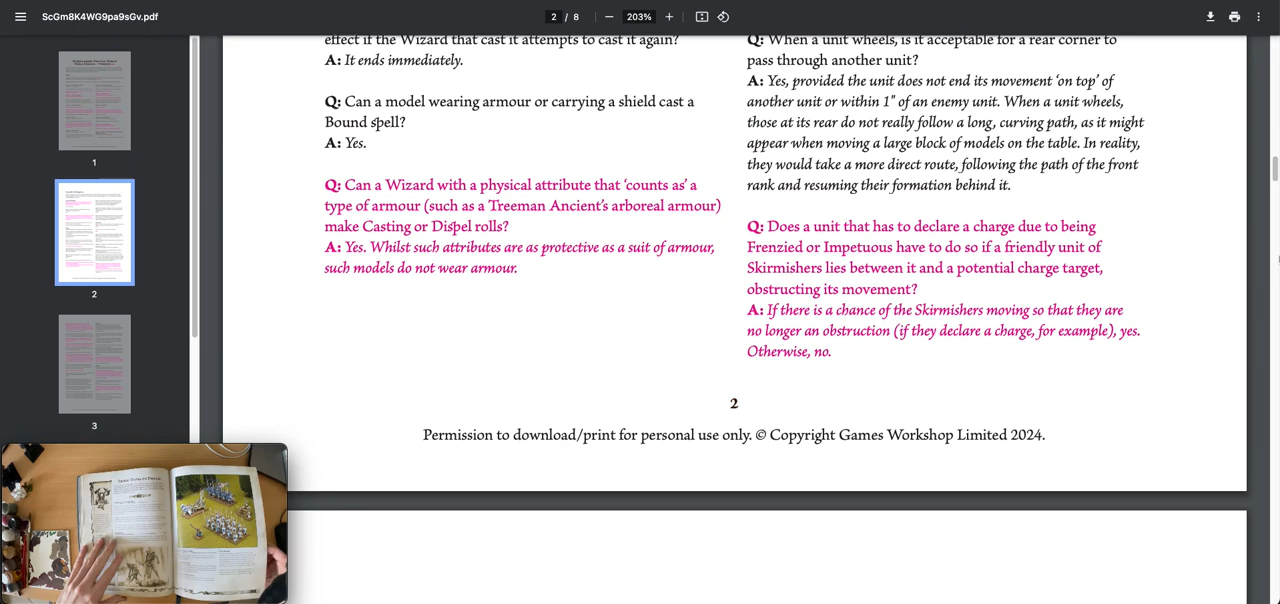 ScGm8K4WG9pa9sGv.pdf
2 / 8
203%
1
2
3
effect if the Wizard that cast it attempts to cast it again?
A: It ends immediately.
Q: Can a model wearing armour or carrying a shield cast a
Bound spell?
A: Yes.
Q: Can a Wizard with a physical attribute that ‘counts as’ a
type of armour (such as a Treeman Ancient’s arboreal armour)
make Casting or Dispel rolls?
A: Yes. Whilst such attributes are as protective as a suit of armour,
such models do not wear armour.
Q: When a unit wheels, is it acceptable for a rear corner to
pass through another unit?
A: Yes, provided the unit does not end its movement ‘on top’ of
another unit or within 1" of an enemy unit. When a unit wheels,
those at its rear do not really follow a long, curving path, as it might
appear when moving a large block of models on the table. In reality,
they would take a more direct route, following the path of the front
rank and resuming their formation behind it.
Q: Does a unit that has to declare a charge due to being
Frenzied or Impetuous have to do so if a friendly unit of
Skirmishers lies between it and a potential charge target,
obstructing its movement?
A: If there is a chance of the Skirmishers moving so that they are
no longer an obstruction (if they declare a charge, for example), yes.
Otherwise, no.
2
Permission to download/print for personal use only. © Copyright Games Workshop Limited 2024.